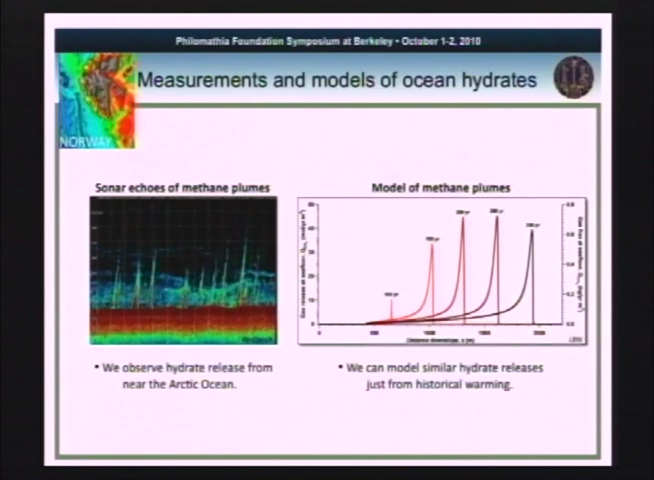 Philomathia Foundation Symposium at Berkeley • October 1-2, 2010
Measurements and models of ocean hydrates
NORWAY
Sonar echoes of methane plumes
Model of methane plumes
• We observe hydrate release from
near the Arctic Ocean.
• We can model similar hydrate releases
just from historical warming.